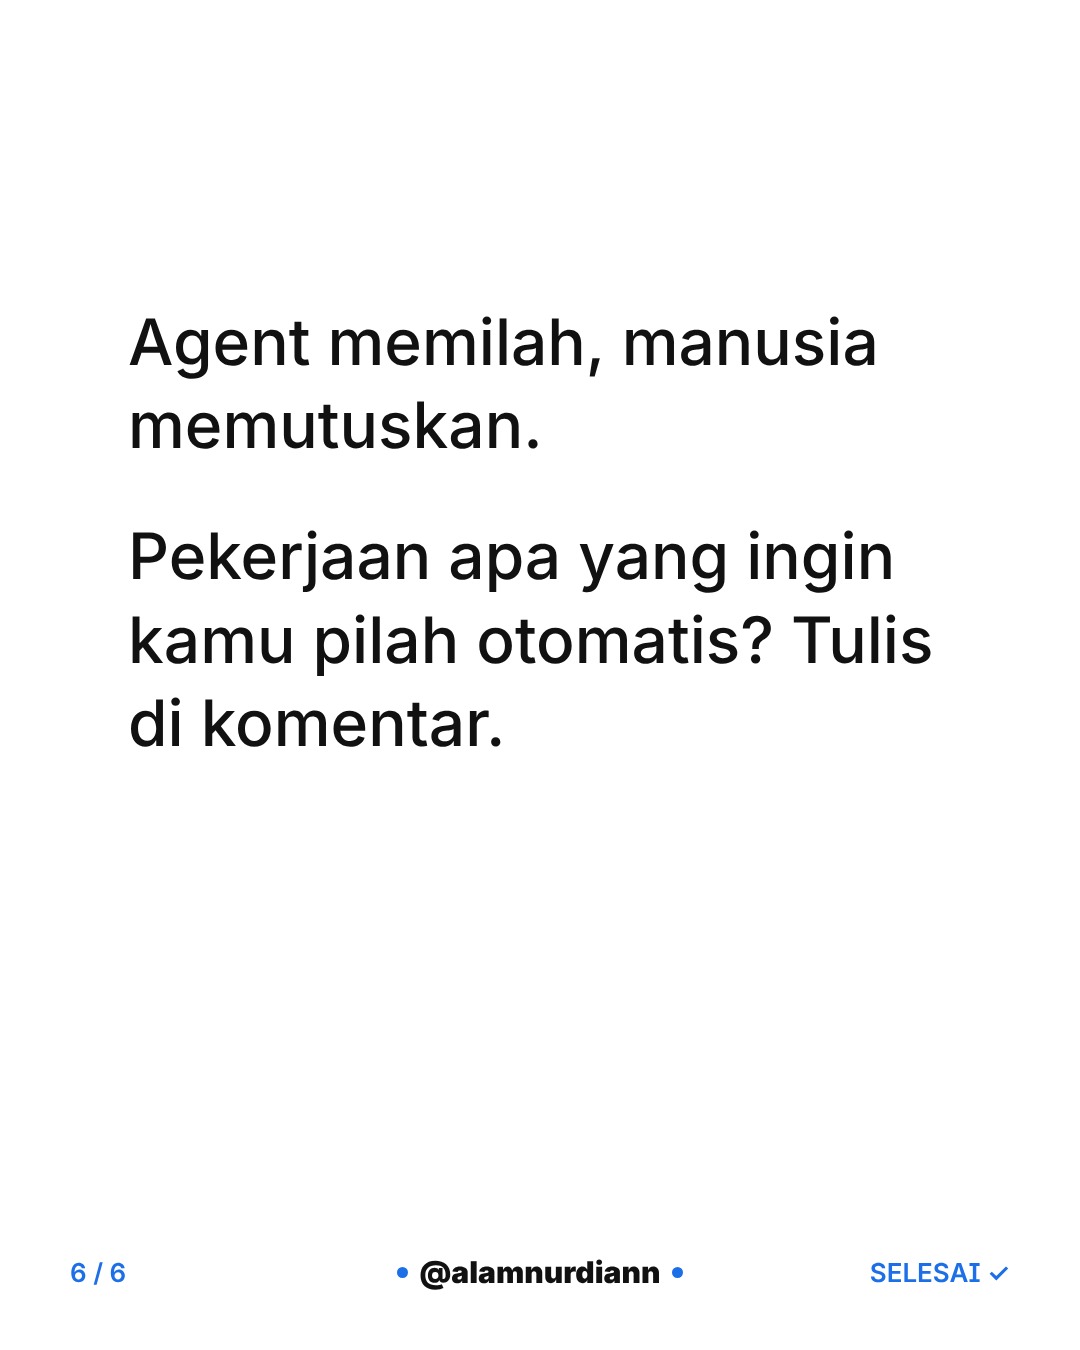 Agent memilah, manusia
memutuskan.
Pekerjaan apa yang ingin
kamu pilah otomatis? Tulis
di komentar.
6 / 6
• @alamnurdiann •
SELESAI ✓